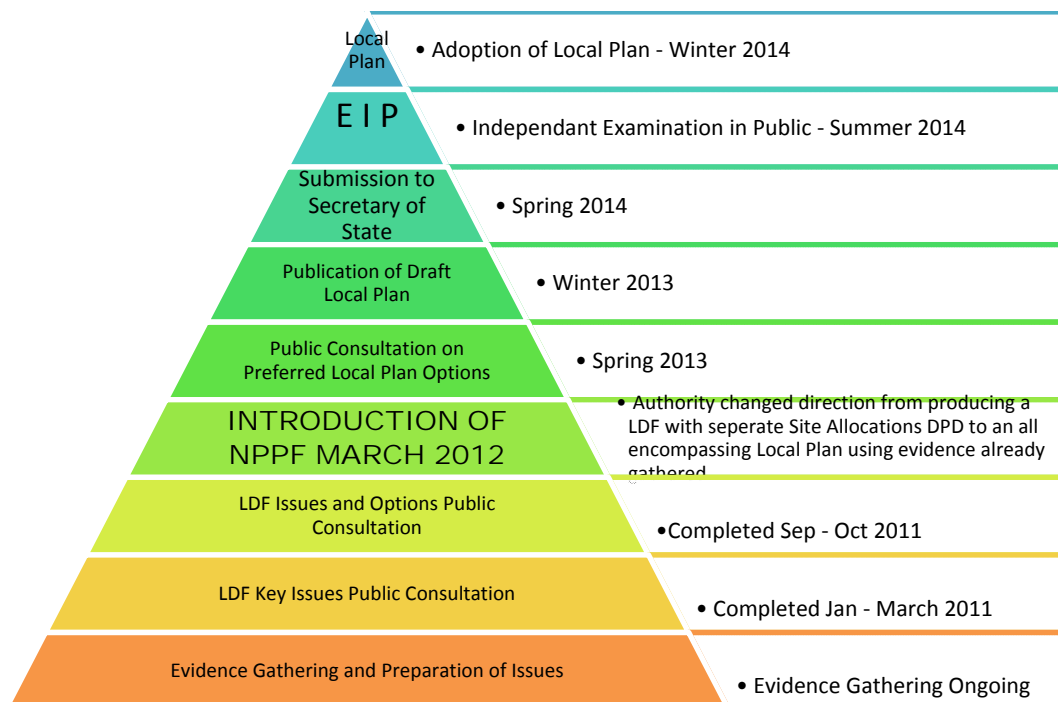 Local
Plan
• Adoption of Local Plan - Winter 2014
E I P
• Independant Examination in Public - Summer 2014
Submission to
Secretary of
State
• Spring 2014
Publication of Draft
Local Plan
• Winter 2013
Public Consultation on
Preferred Local Plan Options
• Spring 2013
INTRODUCTION OF
NPPF MARCH 2012
• Authority changed direction from producing a
LDF with seperate Site Allocations DPD to an all
encompassing Local Plan using evidence already
gathered
LDF Issues and Options Public
Consultation
•Completed Sep - Oct 2011
LDF Key Issues Public Consultation
• Completed Jan - March 2011
Evidence Gathering and Preparation of Issues
• Evidence Gathering Ongoing